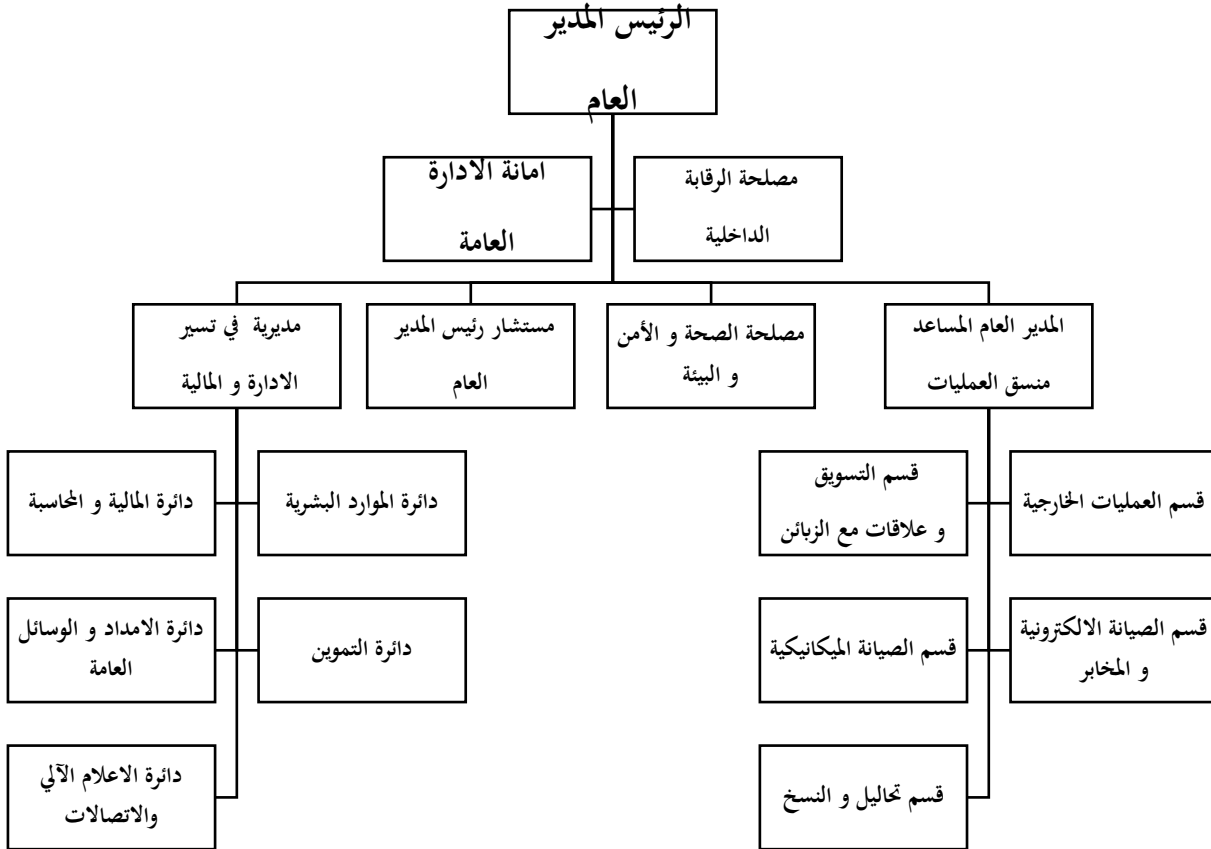 الرئيس المدير
العام
مصلحة الرقابة
الداخلية
امانة الادارة
العامة
المدير العام المساعد
منسق العمليات
مصلحة الصحة و الأمن
و البيئة
مستشار رئيس المدير
العام
مديرية في تسير
الادارة و المالية
قسم العمليات الخارجية
قسم التسويق
و علاقات مع الزبائن
دائرة الموارد البشرية
دائرة المالية و المحاسبة
قسم الصيانة الالكترونية
و المخابر
قسم الصيانة الميكانيكية
دائرة التموين
دائرة الامداد و الوسائل
العامة
قسم تحاليل و النسخ
دائرة الاعلام الآلي
والاتصالات